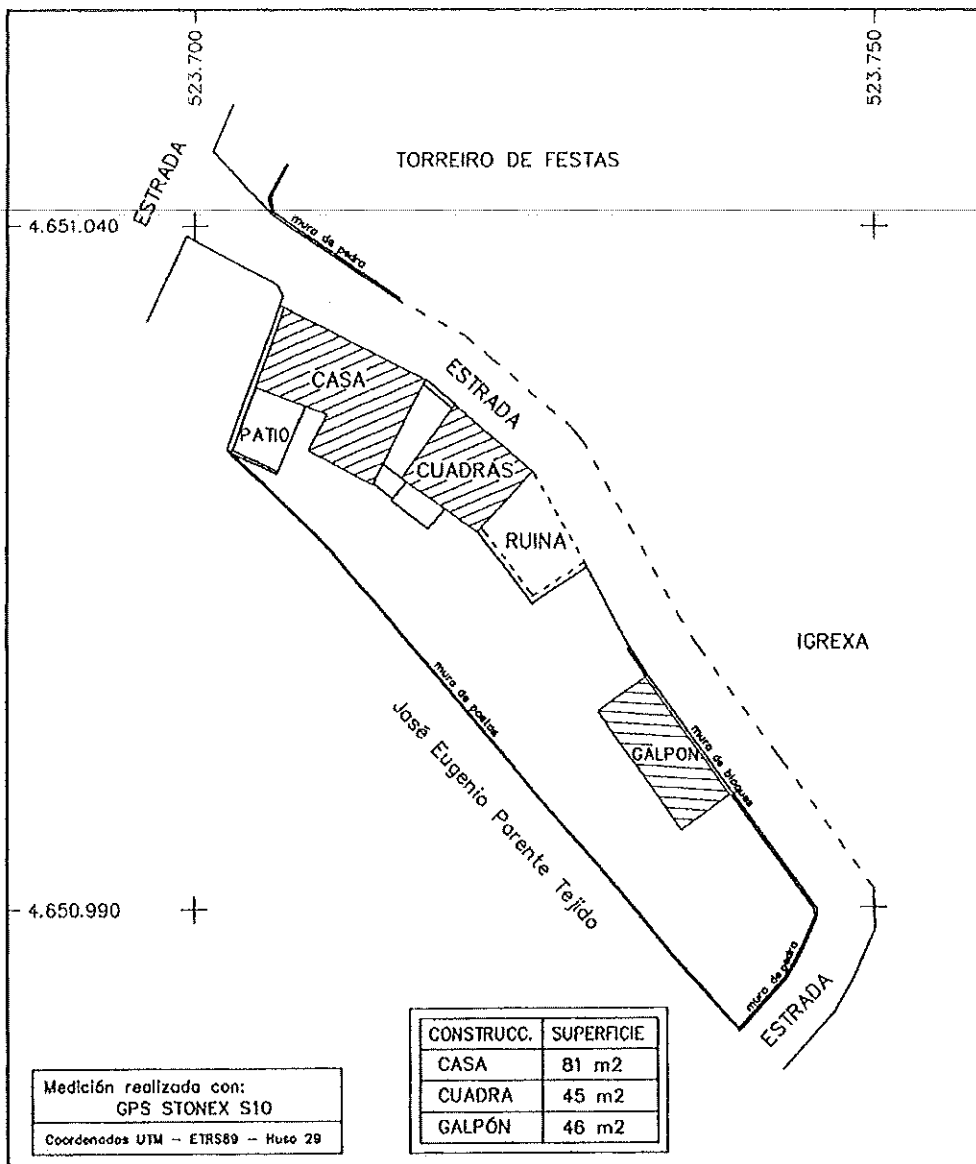 523.700
523.750
ESTRADA
TORREIRO DE FESTAS
4.651.040
muro de pedra
ESTRADA
CASA
PATIO
CUADRAS
RUINA
IGREXA
muro de postes
José Eugenio Parente Tejido
GALPON
muro de bloques
4.650.990
muro de pedra
ESTRADA
CONSTRUCC. SUPERFICIE
CASA 81 m2
CUADRA 45 m2
GALPÓN 46 m2
Medición realizada con:
GPS STONEX S10
Coordenadas UTM - ETRS89 - Huso 29